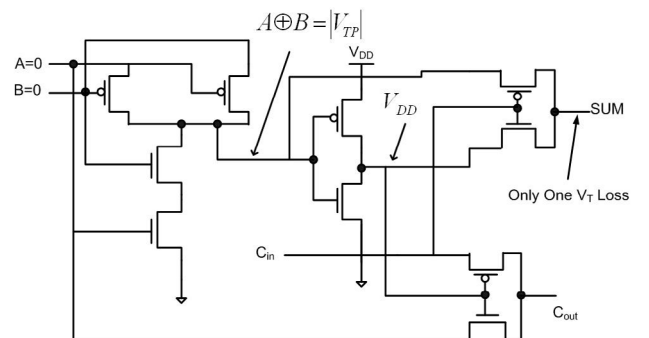 A⊕B=|V_TP|
V_DD
A=0
B=0
V_DD
SUM
Only One V_T Loss
C_in
C_out